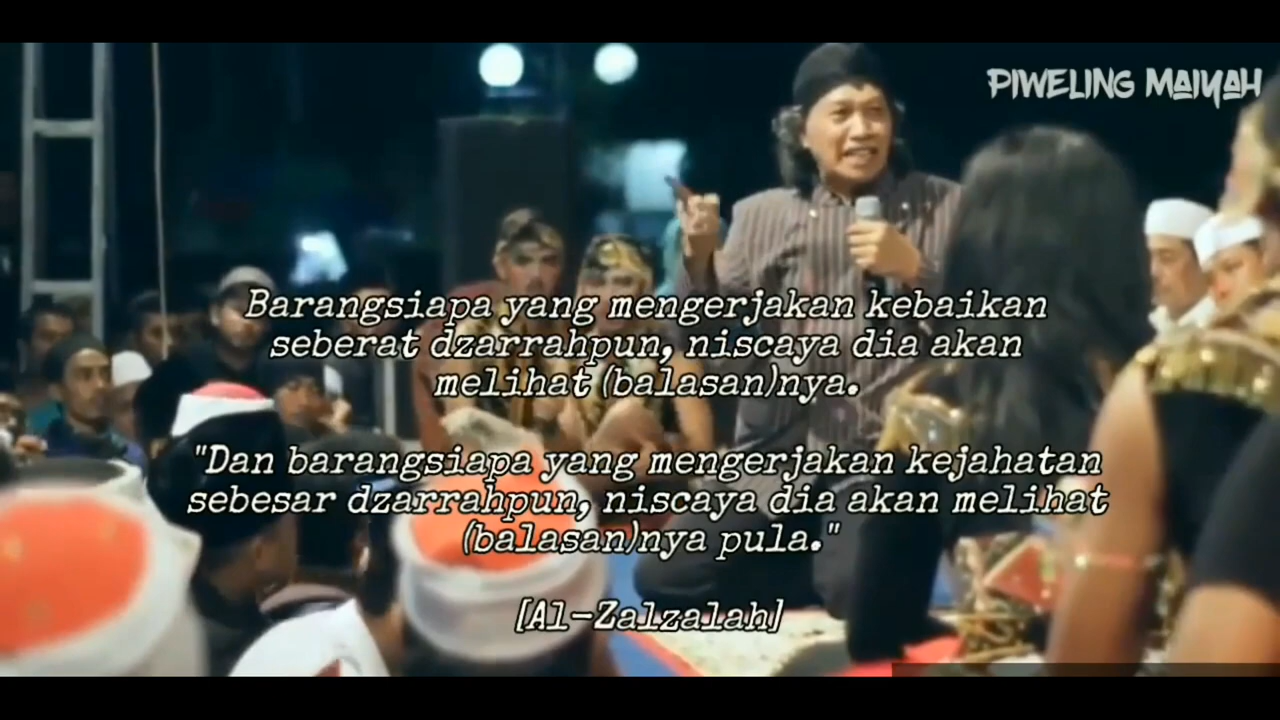 PIWELING MAIYAH
Barangsiapa yang mengerjakan kebaikan
seberat dzarrahpun, niscaya dia akan
melihat (balasan)nya.
"Dan barangsiapa yang mengerjakan kejahatan
sebesar dzarrahpun, niscaya dia akan melihat
(balasan)nya pula."
[Al-Zalzalah]